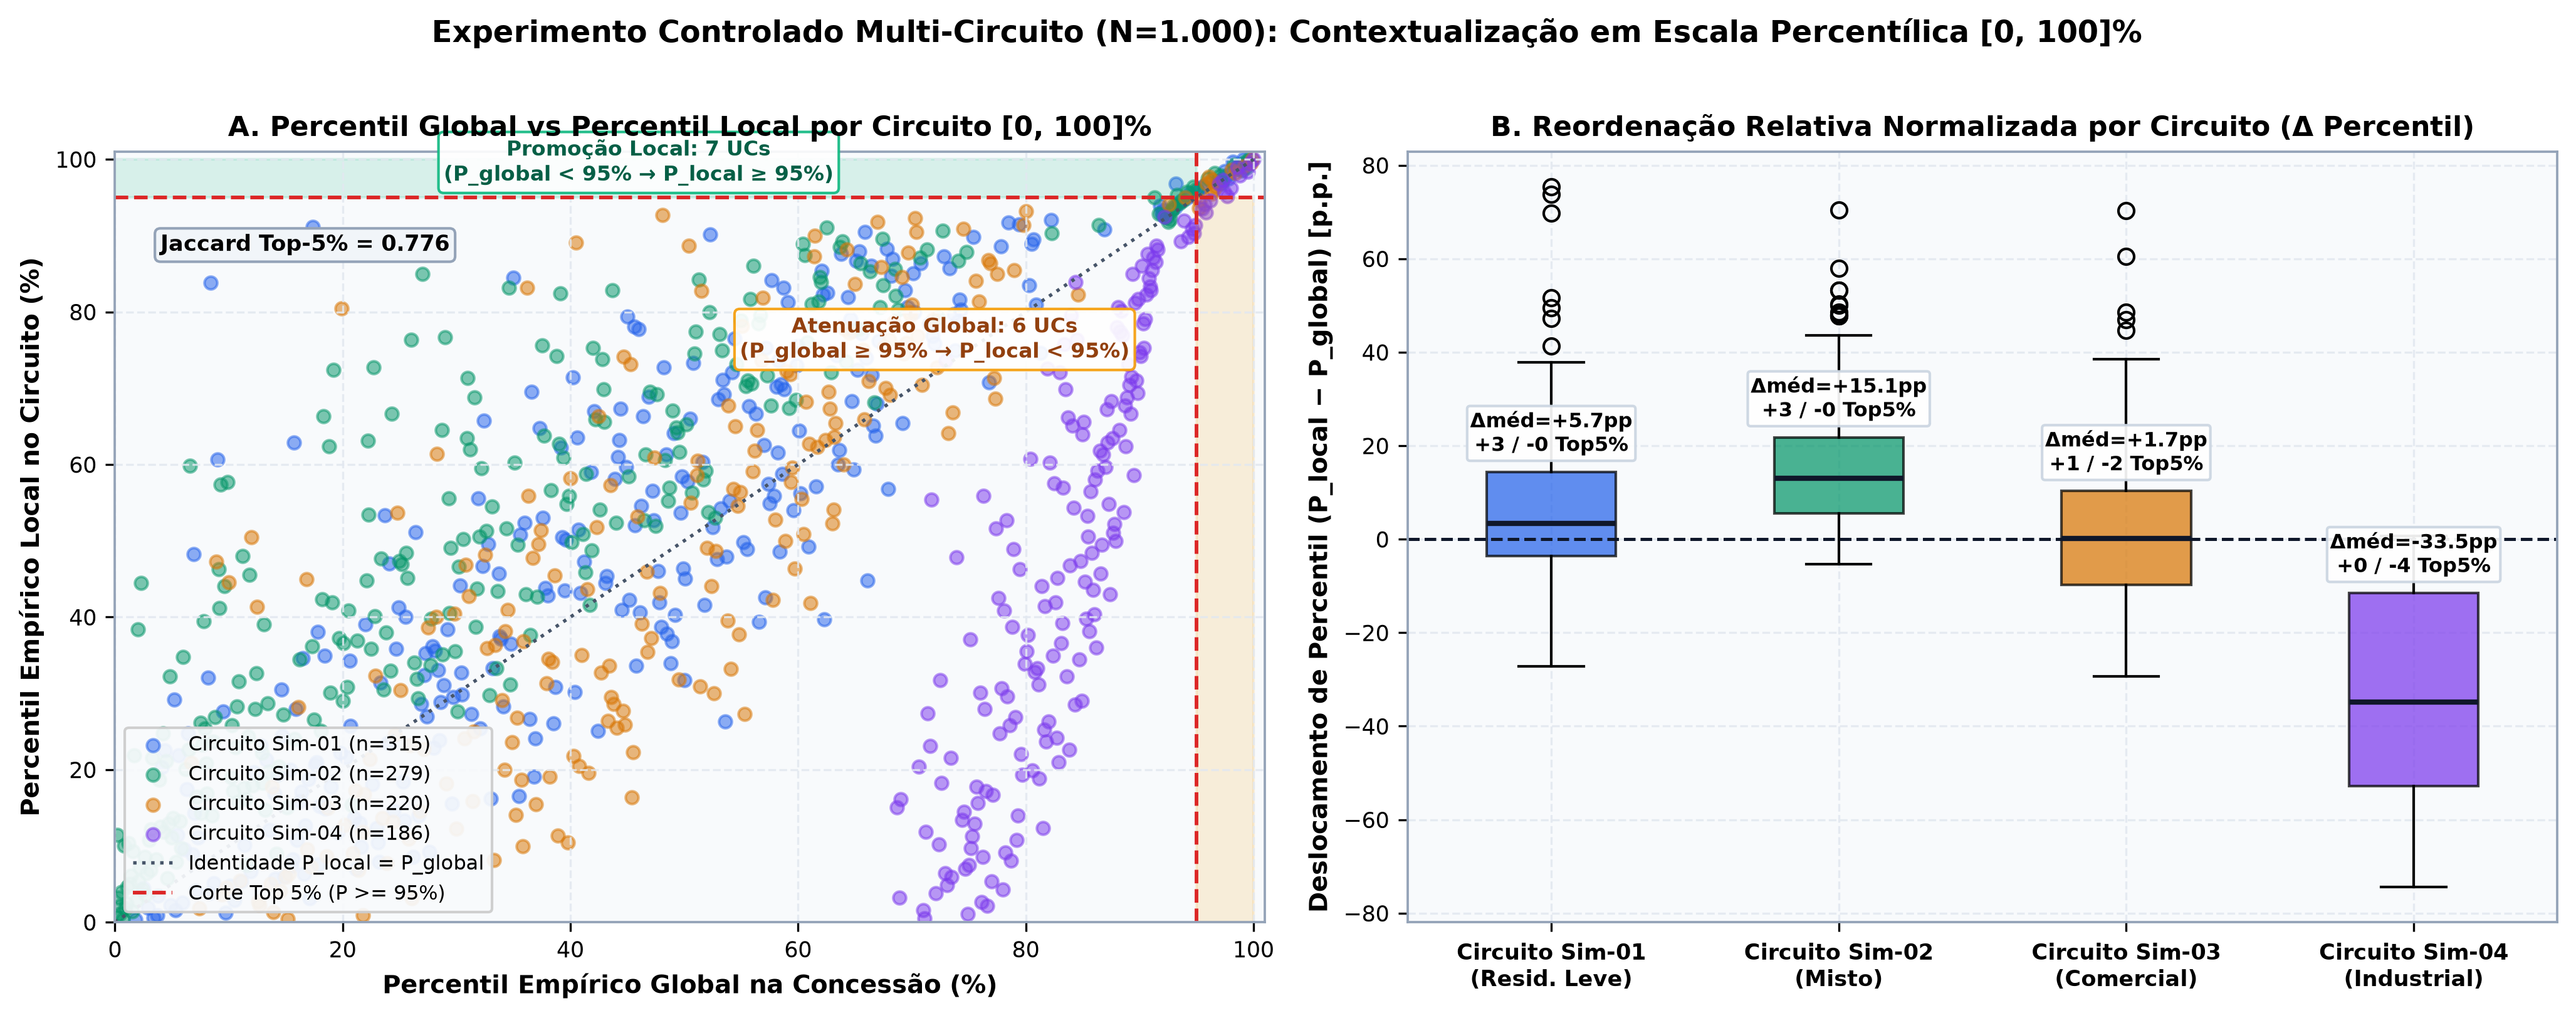 Experimento Controlado Multi-Circuito (N=1.000): Contextualização em Escala Percentílica [0, 100]%
A. Percentil Global vs Percentil Local por Circuito [0, 100]%
Percentil Empírico Local no Circuito (%)
100
80
60
40
20
0
Promoção Local: 7 UCs
(P_global < 95% → P_local ≥ 95%)
Jaccard Top-5% = 0.776
Atenuação Global: 6 UCs
(P_global ≥ 95% → P_local < 95%)
Circuito Sim-01 (n=315)
Circuito Sim-02 (n=279)
Circuito Sim-03 (n=220)
Circuito Sim-04 (n=186)
Identidade P_local = P_global
Corte Top 5% (P >= 95%)
0 20 40 60 80 100
Percentil Empírico Global na Concessão (%)
B. Reordenação Relativa Normalizada por Circuito (Δ Percentil)
Deslocamento de Percentil (P_local − P_global) [p.p.]
80
60
40
20
0
−20
−40
−60
−80
Δméd=+5.7pp
+3 / -0 Top5%
Δméd=+15.1pp
+3 / -0 Top5%
Δméd=+1.7pp
+1 / -2 Top5%
Δméd=-33.5pp
+0 / -4 Top5%
Circuito Sim-01
(Resid. Leve)
Circuito Sim-02
(Misto)
Circuito Sim-03
(Comercial)
Circuito Sim-04
(Industrial)